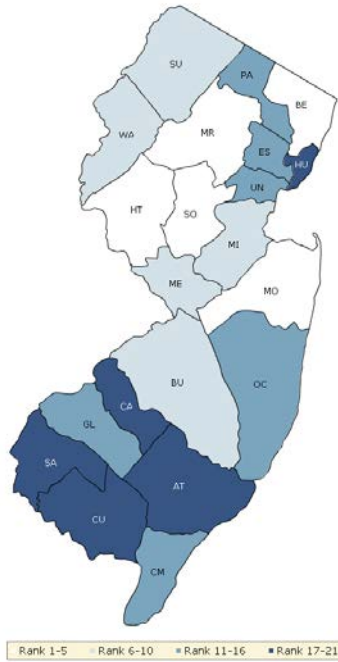 SU
PA
BE
WA
MR
ES
HU
UN
HT
SO
MI
ME
MO
BU
OC
CA
GL
SA
AT
CU
CM
Rank 1-5 Rank 6-10 Rank 11-16 Rank 17-21